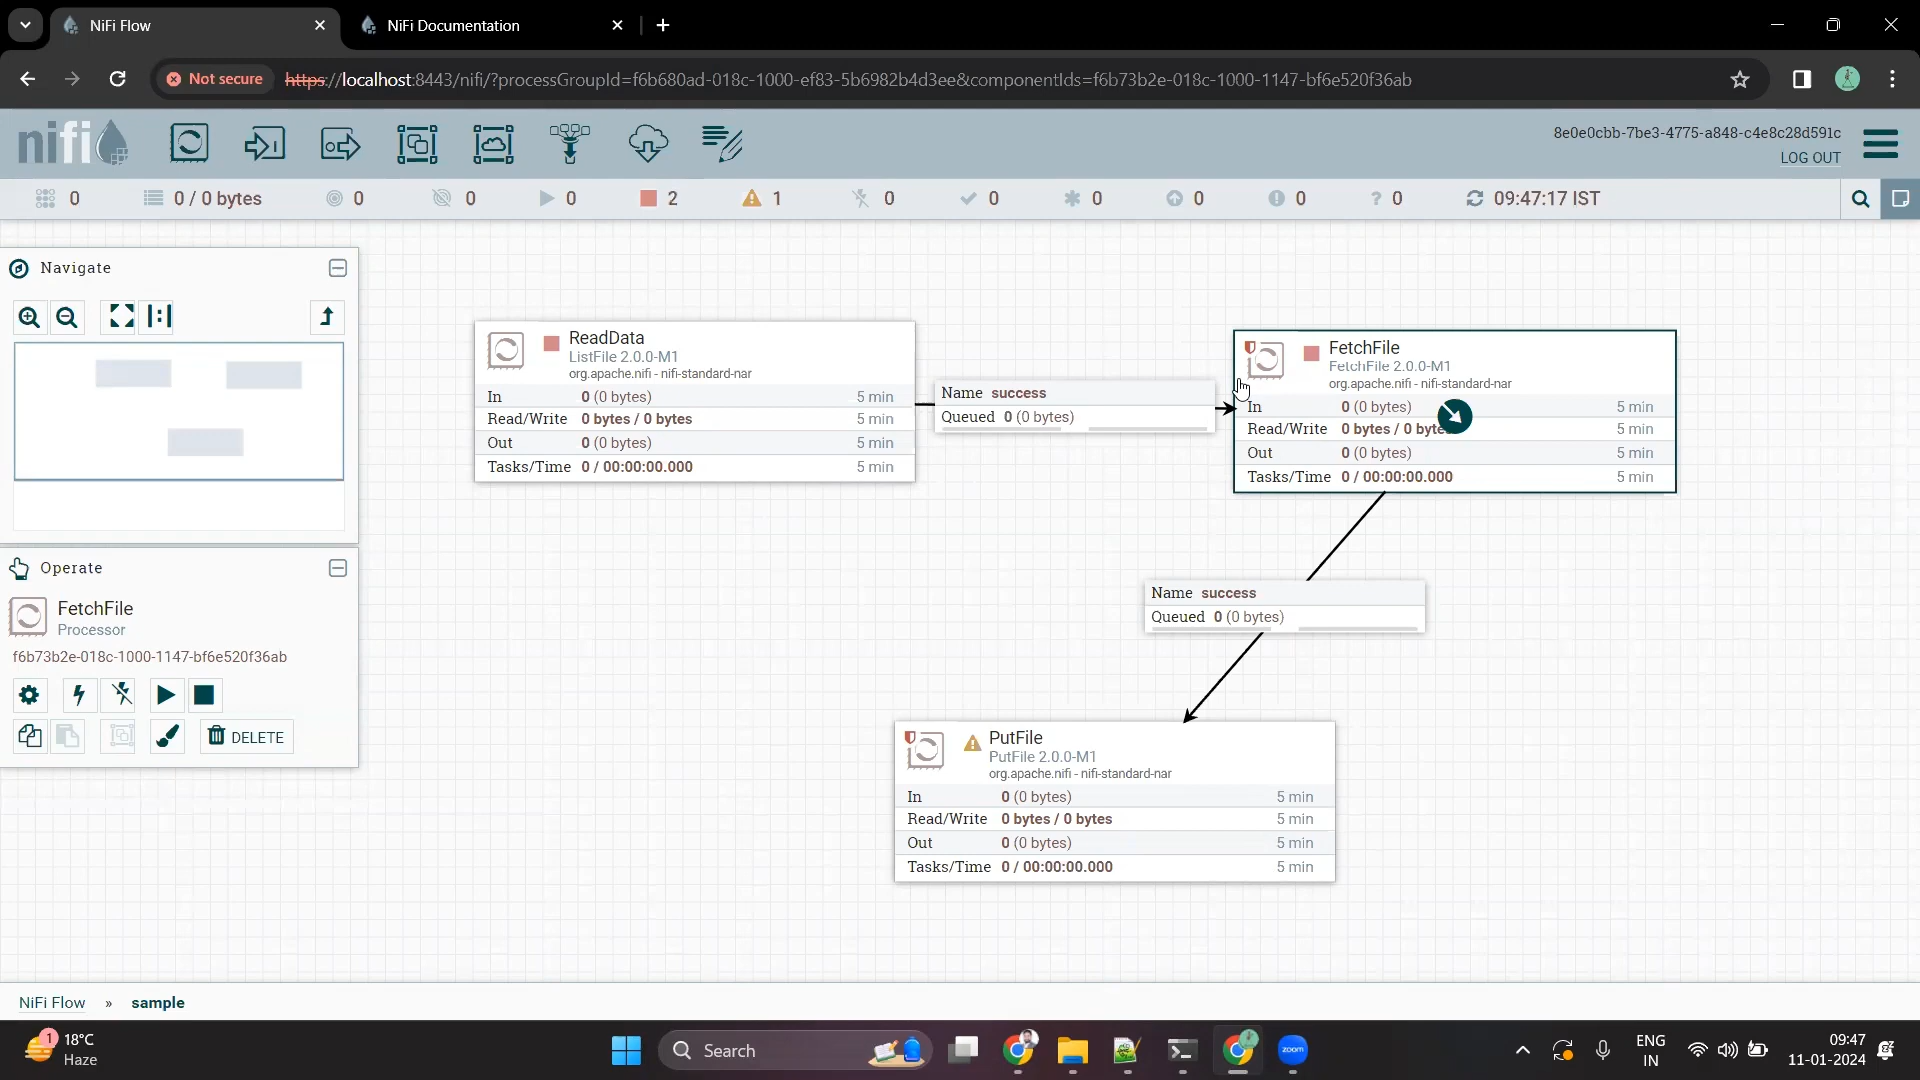 NiFi Flow
NiFi Documentation
Not secure
https://localhost:8443/nifi/?processGroupId=f6b680ad-018c-1000-ef83-5b6982b4d3ee&componentIds=f6b73b2e-018c-1000-1147-bf6e520f36ab
nifi
8e0e0cbb-7be3-4775-a848-c4e8c28d591c
LOG OUT
0 0 / 0 bytes 0 0 0 2 1 0 0 0 0 0 ? 0 09:47:17 IST
Navigate
Operate
FetchFile
Processor
f6b73b2e-018c-1000-1147-bf6e520f36ab
DELETE
ReadData
ListFile 2.0.0-M1
org.apache.nifi - nifi-standard-nar
In 0 (0 bytes) 5 min
Read/Write 0 bytes / 0 bytes 5 min
Out 0 (0 bytes) 5 min
Tasks/Time 0 / 00:00:00.000 5 min
Name success
Queued 0 (0 bytes)
FetchFile
FetchFile 2.0.0-M1
org.apache.nifi - nifi-standard-nar
In 0 (0 bytes) 5 min
Read/Write 0 bytes / 0 byte 5 min
Out 0 (0 bytes) 5 min
Tasks/Time 0 / 00:00:00.000 5 min
Name success
Queued 0 (0 bytes)
PutFile
PutFile 2.0.0-M1
org.apache.nifi - nifi-standard-nar
In 0 (0 bytes) 5 min
Read/Write 0 bytes / 0 bytes 5 min
Out 0 (0 bytes) 5 min
Tasks/Time 0 / 00:00:00.000 5 min
NiFi Flow » sample
1
18°C
Haze
Search
zoom
ENG
IN
09:47
11-01-2024